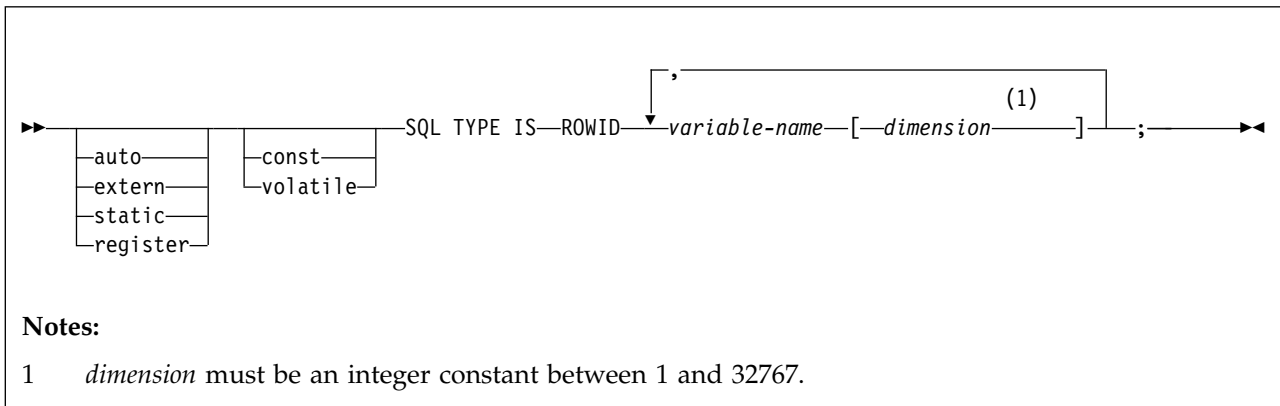 ,
(1)
SQL TYPE IS ROWID variable-name [ dimension ] ;
auto const
extern volatile
static
register
Notes:
1 dimension must be an integer constant between 1 and 32767.